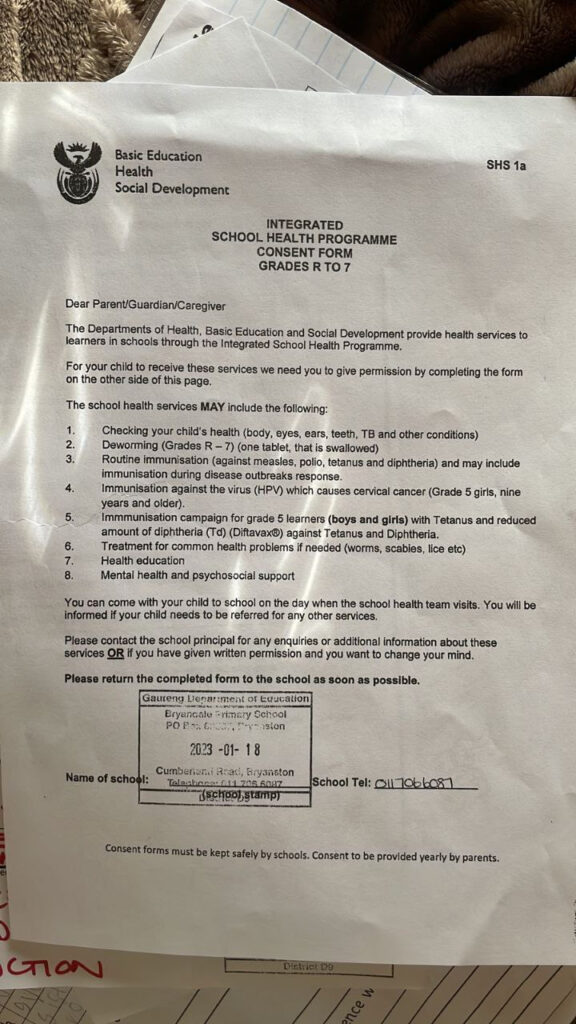 Basic Education
Health
Social Development
SHS 1a
INTEGRATED
SCHOOL HEALTH PROGRAMME
CONSENT FORM
GRADES R TO 7
Dear Parent/Guardian/Caregiver
The Departments of Health, Basic Education and Social Development provide health services to
learners in schools through the Integrated School Health Programme.
For your child to receive these services we need you to give permission by completing the form
on the other side of this page.
The school health services MAY include the following:
1. Checking your child's health (body, eyes, ears, teeth, TB and other conditions)
2. Deworming (Grades R – 7) (one tablet, that is swallowed)
3. Routine immunisation (against measles, polio, tetanus and diphtheria) and may include
immunisation during disease outbreaks response.
4. Immunisation against the virus (HPV) which causes cervical cancer (Grade 5 girls, nine
years and older).
5. Immmunisation campaign for grade 5 learners (boys and girls) with Tetanus and reduced
amount of diphtheria (Td) (Diftavax®) against Tetanus and Diphtheria.
6. Treatment for common health problems if needed (worms, scabies, lice etc)
7. Health education
8. Mental health and psychosocial support
You can come with your child to school on the day when the school health team visits. You will be
informed if your child needs to be referred for any other services.
Please contact the school principal for any enquiries or additional information about these
services OR if you have given written permission and you want to change your mind.
Please return the completed form to the school as soon as possible.
Gauteng Department of Education
Bryandale Primary School
PO Bryanston
2023 -01- 18
Cumberland Road, Bryanston
Telephone: 011 706 6087
Name of school:
(school stamp)
School Tel: 0117066087
Consent forms must be kept safely by schools. Consent to be provided yearly by parents.
CTION
District D9
ence w